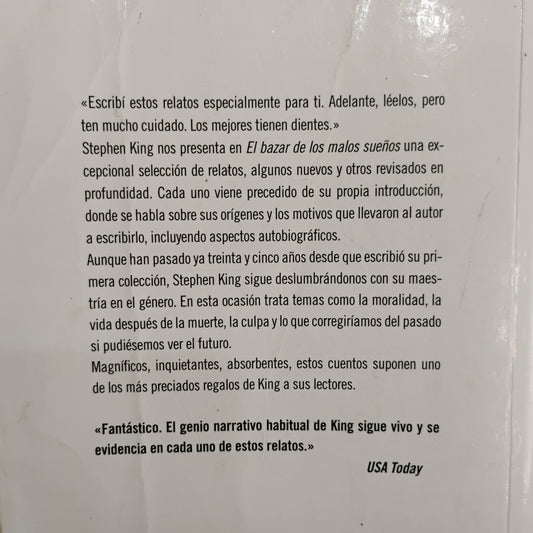 «Escribí estos relatos especialmente para ti. Adelante, léelos, pero
ten mucho cuidado. Los mejores tienen dientes.»
Stephen King nos presenta en El bazar de los malos sueños una ex-
cepcional selección de relatos, algunos nuevos y otros revisados en
profundidad. Cada uno viene precedido de su propia introducción,
donde se habla sobre sus orígenes y los motivos que llevaron al autor
a escribirlo, incluyendo aspectos autobiográficos.
Aunque han pasado ya treinta y cinco años desde que escribió su pri-
mera colección, Stephen King sigue deslumbrándonos con su maes-
tría en el género. En esta ocasión trata temas como la moralidad, la
vida después de la muerte, la culpa y lo que corregiríamos del pasado
si pudiésemos ver el futuro.
Magníficos, inquietantes, absorbentes, estos cuentos suponen uno
de los más preciados regalos de King a sus lectores.
«Fantástico. El genio narrativo habitual de King sigue vivo y se
evidencia en cada uno de estos relatos.»
USA Today